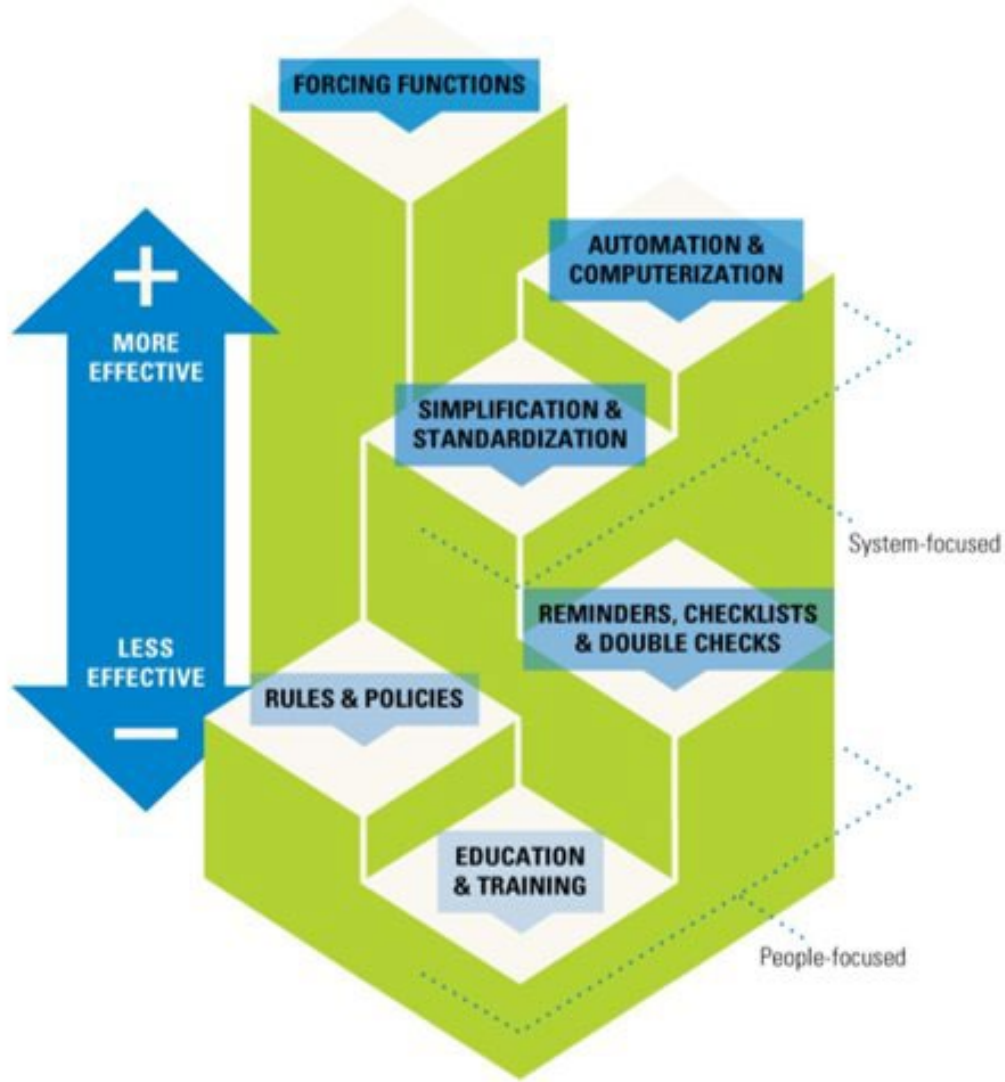 FORCING FUNCTIONS
AUTOMATION &
COMPUTERIZATION
+
MORE
EFFECTIVE
SIMPLIFICATION &
STANDARDIZATION
System-focused
REMINDERS, CHECKLISTS
& DOUBLE CHECKS
LESS
EFFECTIVE
–
RULES & POLICIES
EDUCATION
& TRAINING
People-focused